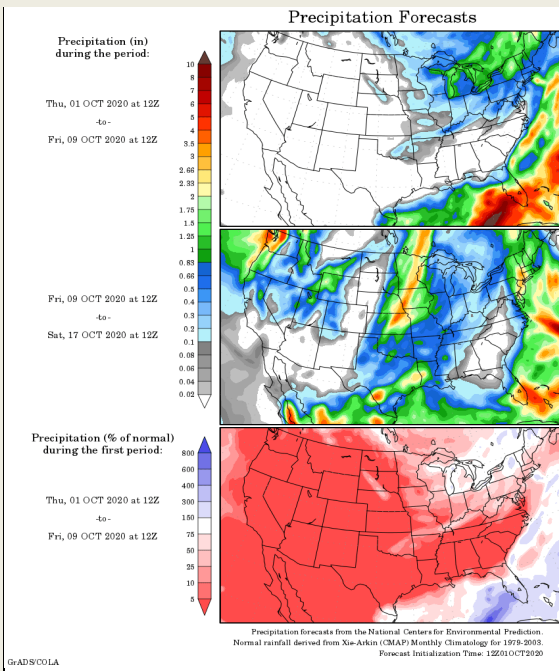 Precipitation Forecasts
Precipitation (in)
during the period:
Thu, 01 OCT 2020 at 12Z
-to-
Fri, 09 OCT 2020 at 12Z
10
8
7
6
5
4
3.5
3
2.66
2.33
2
1.75
1.5
1.25
1
0.83
0.66
0.5
0.4
0.3
0.2
0.1
0.08
0.06
0.04
0.02
Fri, 09 OCT 2020 at 12Z
-to-
Sat, 17 OCT 2020 at 12Z
Precipitation (% of normal)
during the first period:
Thu, 01 OCT 2020 at 12Z
-to-
Fri, 09 OCT 2020 at 12Z
800
600
400
300
150
75
50
25
10
5
Precipitation forecasts from the National Centers for Environmental Prediction.
Normal rainfall derived from Xie-Arkin (CMAP) Monthly Climatology for 1979-2003.
Forecast Initialization Time: 12Z01OCT2020
GrADS/COLA